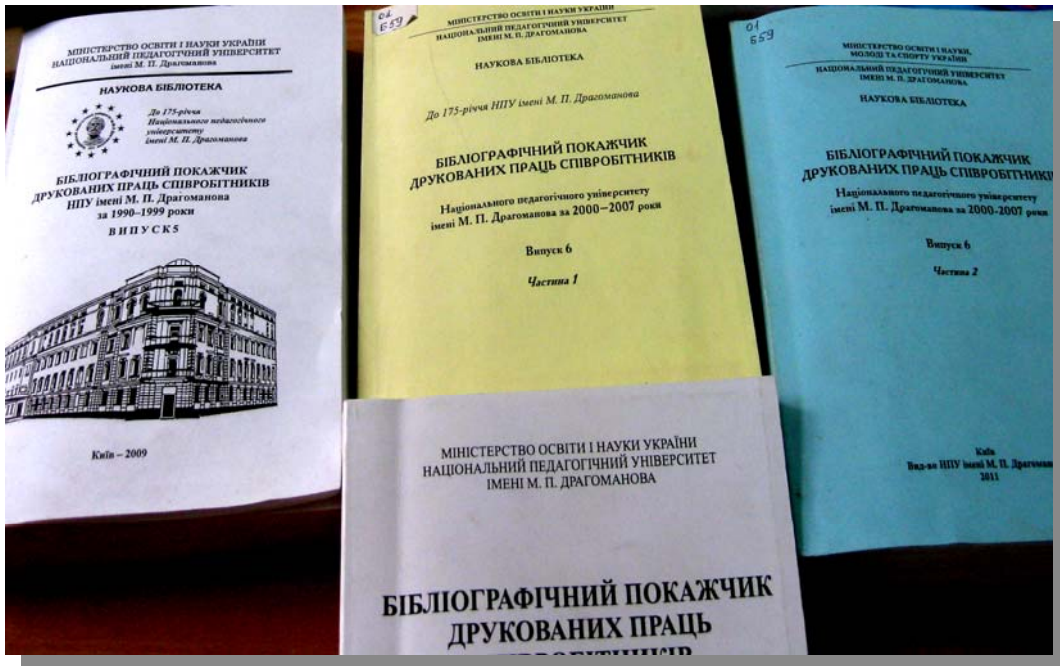 МІНІСТЕРСТВО ОСВІТИ І НАУКИ УКРАЇНИ
НАЦІОНАЛЬНИЙ ПЕДАГОГІЧНИЙ УНІВЕРСИТЕТ
імені М. П. Драгоманова
НАУКОВА БІБЛІОТЕКА
До 175-річчя
Національного педагогічного
університету
імені М. П. Драгоманова
БІБЛІОГРАФІЧНИЙ ПОКАЖЧИК
ДРУКОВАНИХ ПРАЦЬ СПІВРОБІТНИКІВ
НПУ імені М. П. Драгоманова
за 1990–1999 роки
ВИПУСК 5
Київ – 2009
01
Б59
МІНІСТЕРСТВО ОСВІТИ І НАУКИ УКРАЇНИ
НАЦІОНАЛЬНИЙ ПЕДАГОГІЧНИЙ УНІВЕРСИТЕТ
ІМЕНІ М. П. ДРАГОМАНОВА
НАУКОВА БІБЛІОТЕКА
До 175-річчя НПУ імені М. П. Драгоманова
БІБЛІОГРАФІЧНИЙ ПОКАЖЧИК
ДРУКОВАНИХ ПРАЦЬ СПІВРОБІТНИКІВ
Національного педагогічного університету
імені М. П. Драгоманова за 2000–2007 роки
Випуск 6
Частина 1
01
Б59
МІНІСТЕРСТВО ОСВІТИ І НАУКИ,
МОЛОДІ ТА СПОРТУ УКРАЇНИ
НАЦІОНАЛЬНИЙ ПЕДАГОГІЧНИЙ УНІВЕРСИТЕТ
ІМЕНІ М. П. ДРАГОМАНОВА
НАУКОВА БІБЛІОТЕКА
БІБЛІОГРАФІЧНИЙ ПОКАЖЧИК
ДРУКОВАНИХ ПРАЦЬ СПІВРОБІТНИКІ
Національного педагогічного університету
імені М. П. Драгоманова за 2000-2007 роки
Випуск 6
Частина 2
Київ
Вид-во НПУ імені М. П. Драгоман
2011
МІНІСТЕРСТВО ОСВІТИ І НАУКИ УКРАЇНИ
НАЦІОНАЛЬНИЙ ПЕДАГОГІЧНИЙ УНІВЕРСИТЕТ
ІМЕНІ М. П. ДРАГОМАНОВА
БІБЛІОГРАФІЧНИЙ ПОКАЖЧИК
ДРУКОВАНИХ ПРАЦЬ